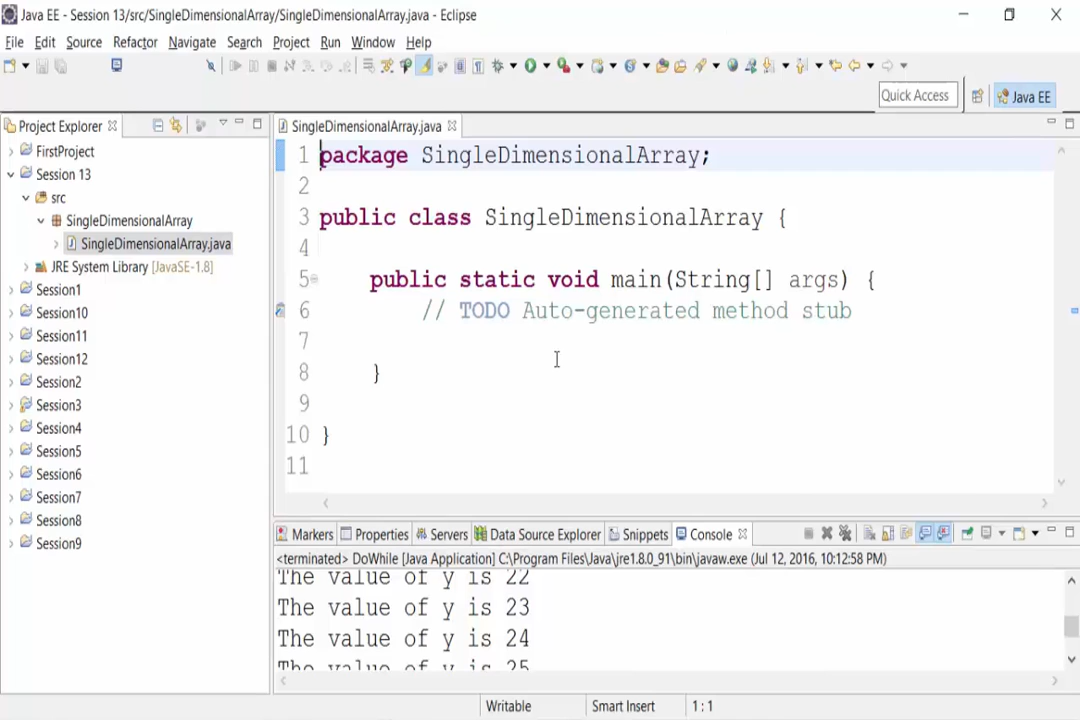 Java EE - Session 13/src/SingleDimensionalArray/SingleDimensionalArray.java - Eclipse
File Edit Source Refactor Navigate Search Project Run Window Help
Quick Access
Java EE
Project Explorer
FirstProject
Session 13
src
SingleDimensionalArray
SingleDimensionalArray.java
JRE System Library [JavaSE-1.8]
Session1
Session10
Session11
Session12
Session2
Session3
Session4
Session5
Session6
Session7
Session8
Session9
SingleDimensionalArray.java
1 package SingleDimensionalArray;
2
3 public class SingleDimensionalArray {
4
5 public static void main(String[] args) {
6 // TODO Auto-generated method stub
7
8 }
9
10 }
11
Markers Properties Servers Data Source Explorer Snippets Console
<terminated> DoWhile [Java Application] C:\Program Files\Java\jre1.8.0_91\bin\javaw.exe (Jul 12, 2016, 10:12:58 PM)
The value of y is 22
The value of y is 23
The value of y is 24
The value of y is 25
Writable Smart Insert 1 : 1